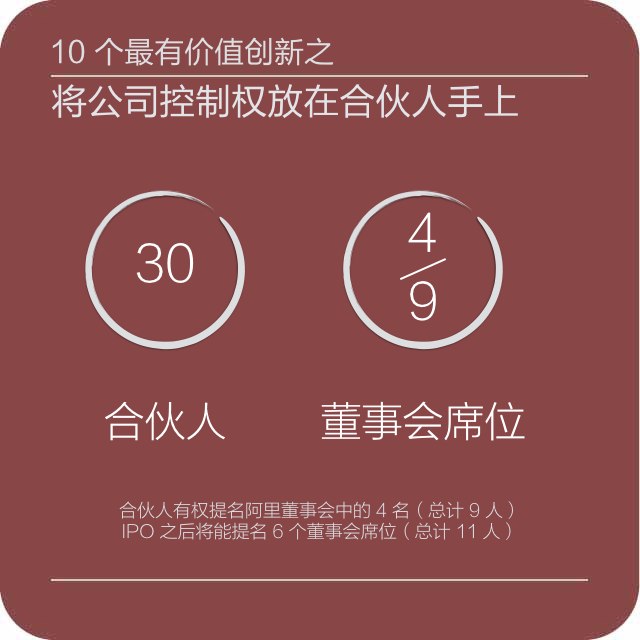 10 个最有价值创新之
将公司控制权放在合伙人手上
30
4
9
合伙人
董事会席位
合伙人有权提名阿里董事会中的 4 名（总计 9 人）
IPO 之后将能提名 6 个董事会席位（总计 11 人）